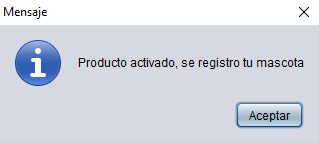 Mensaje
Producto activado, se registro tu mascota
Aceptar